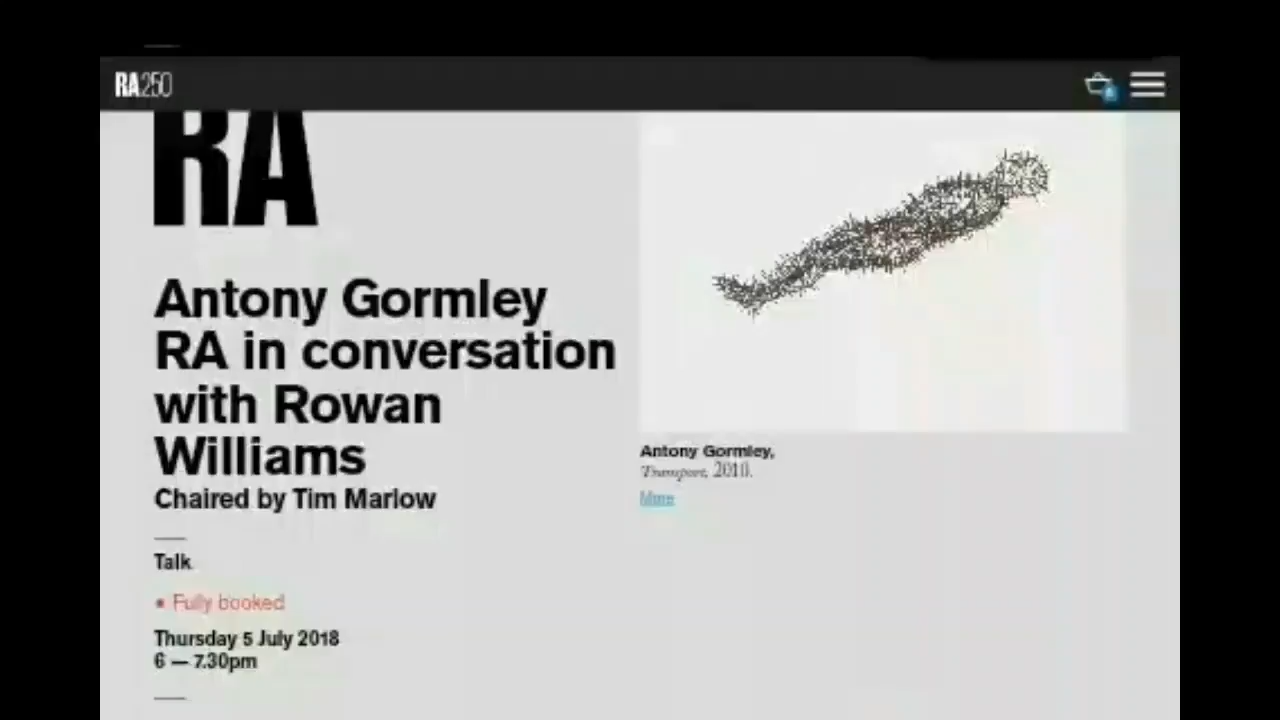 RA250
RA
Antony Gormley
RA in conversation
with Rowan
Williams
Chaired by Tim Marlow
Talk
Fully booked
Thursday 5 July 2018
6 — 7.30pm
Antony Gormley,
Transport, 2010.
More